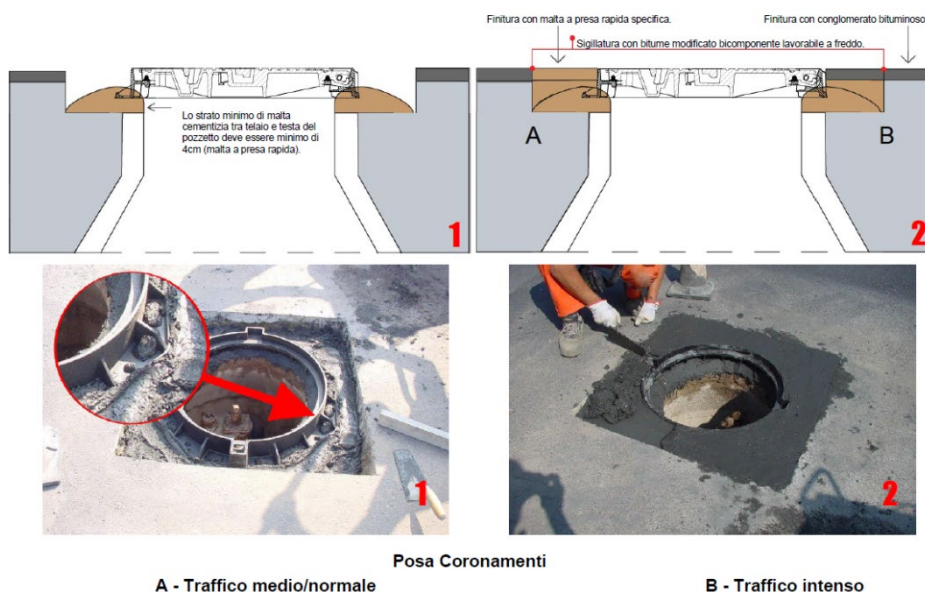 Finitura con malta a presa rapida specifica.
Finitura con conglomerato bituminoso
Sigillatura con bitume modificato bicomponente lavorabile a freddo.
Lo strato minimo di malta
cementizia tra telaio e testa del
pozzetto deve essere minimo di
4cm (malta a presa rapida).
1
A
B
2
1
2
Posa Coronamenti
A - Traffico medio/normale
B - Traffico intenso